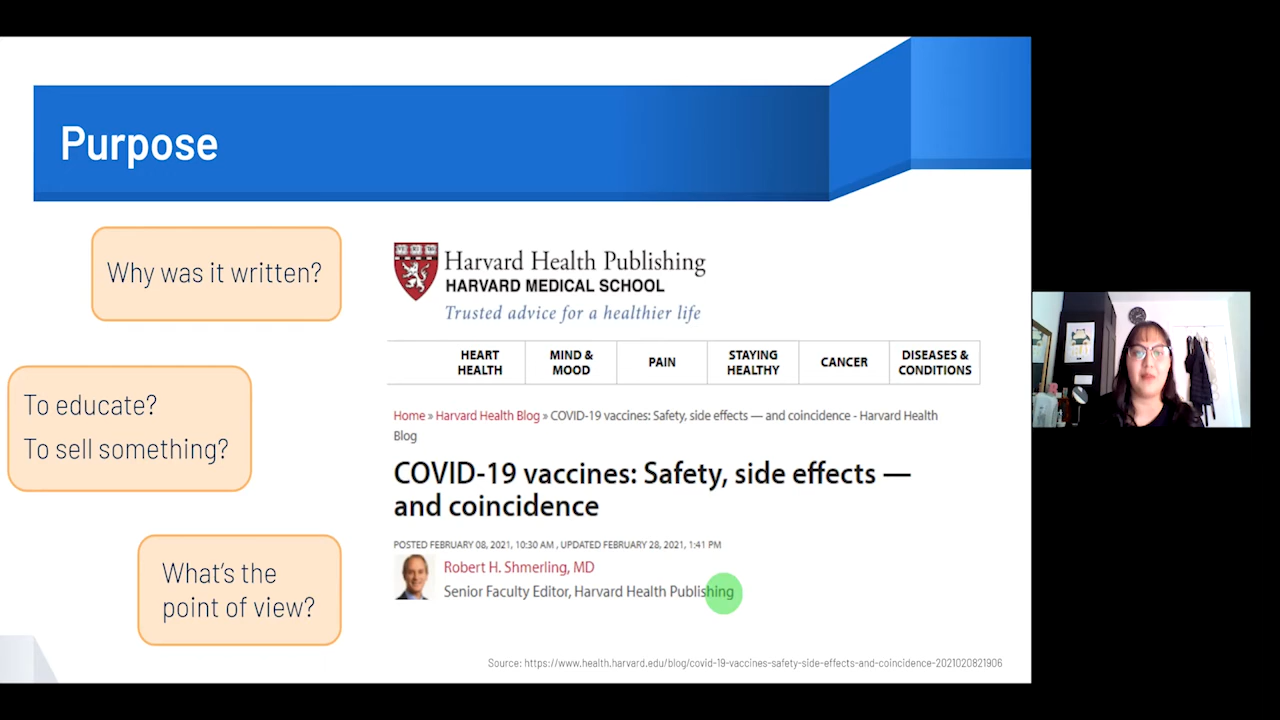 Purpose
Why was it written?
To educate?
To sell something?
What's the
point of view?
Harvard Health Publishing
HARVARD MEDICAL SCHOOL
Trusted advice for a healthier life
HEART
HEALTH
MIND &
MOOD
PAIN
STAYING
HEALTHY
CANCER
DISEASES &
CONDITIONS
Home » Harvard Health Blog » COVID-19 vaccines: Safety, side effects — and coincidence - Harvard Health
Blog
COVID-19 vaccines: Safety, side effects —
and coincidence
POSTED FEBRUARY 08, 2021, 10:30 AM , UPDATED FEBRUARY 28, 2021, 1:41 PM
Robert H. Shmerling, MD
Senior Faculty Editor, Harvard Health Publishing
Source: https://www.health.harvard.edu/blog/covid-19-vaccines-safety-side-effects-and-coincidence-2021020821906